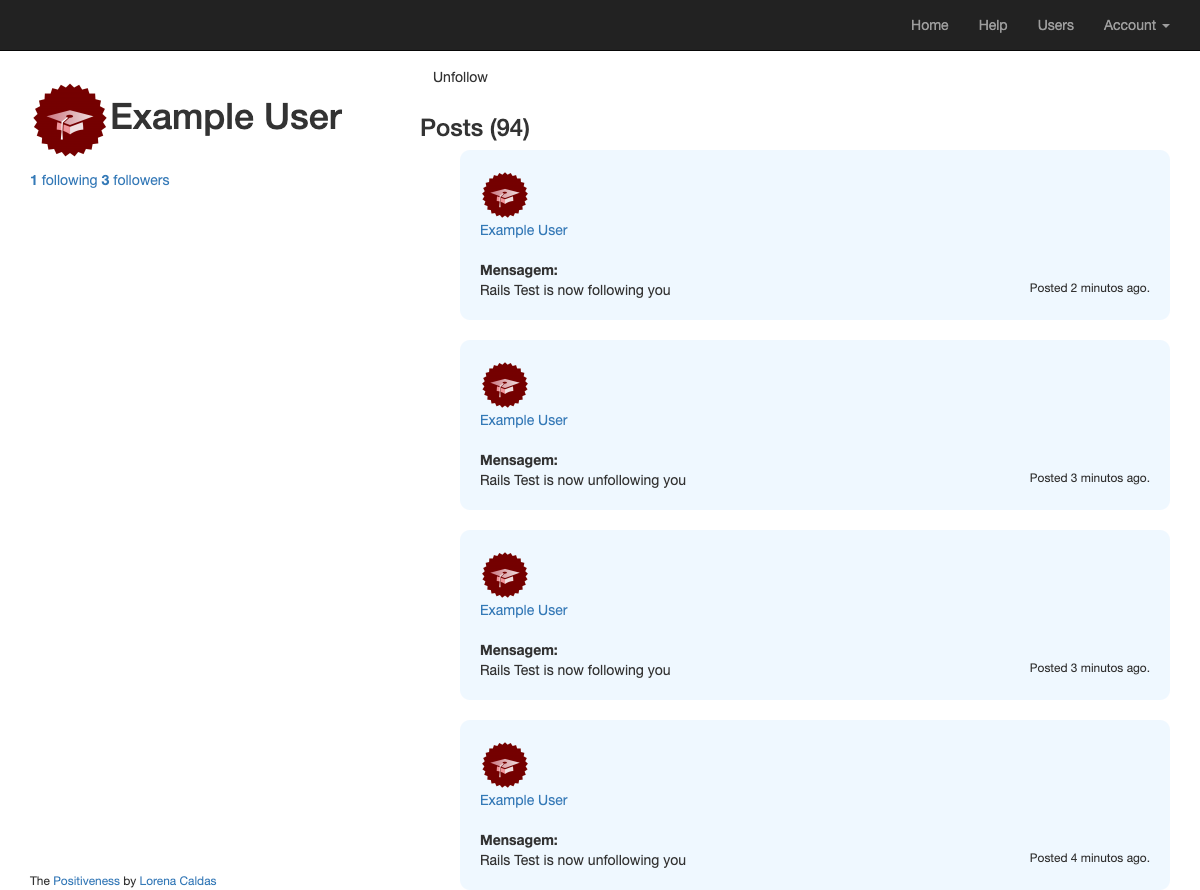 Home Help Users Account
Unfollow
Example User
1 following 3 followers
Posts (94)
Example User
Mensagem:
Rails Test is now following you
Posted 2 minutos ago.
Example User
Mensagem:
Rails Test is now unfollowing you
Posted 3 minutos ago.
Example User
Mensagem:
Rails Test is now following you
Posted 3 minutos ago.
Example User
Mensagem:
Rails Test is now unfollowing you
Posted 4 minutos ago.
The Positiveness by Lorena Caldas